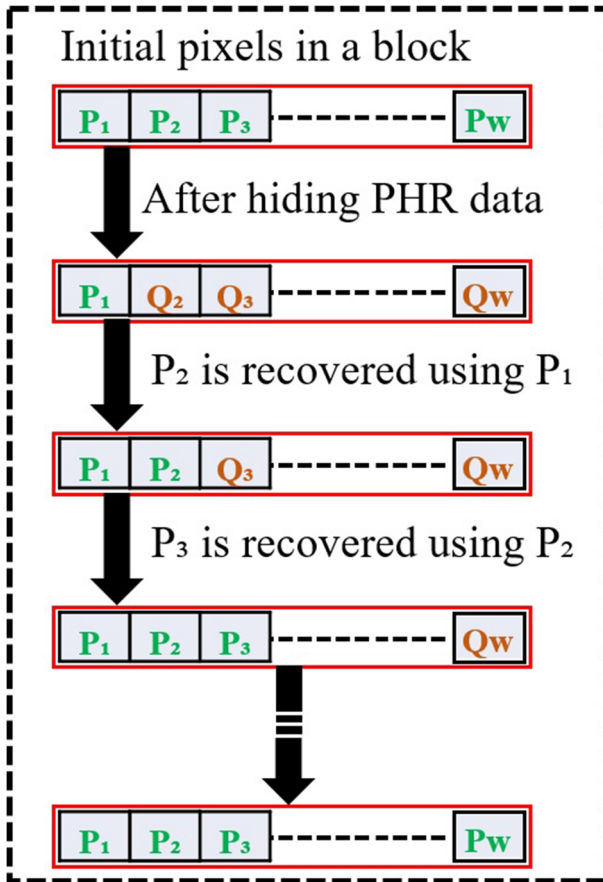 Initial pixels in a block
P₁ P₂ P₃ Pw
After hiding PHR data
P₁ Q₂ Q₃ Qw
P₂ is recovered using P₁
P₁ P₂ Q₃ Qw
P₃ is recovered using P₂
P₁ P₂ P₃ Qw
P₁ P₂ P₃ Pw